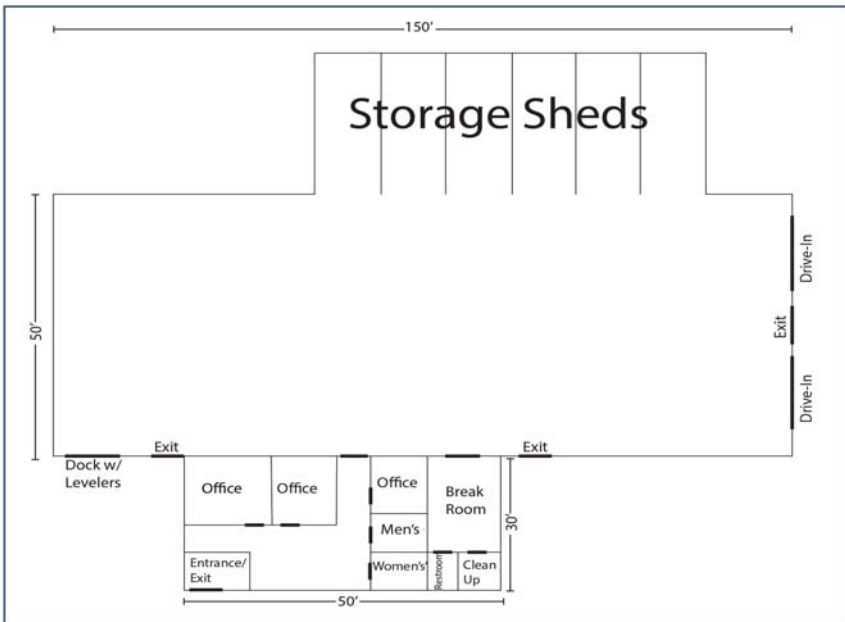 150'
Storage Sheds
50'
Drive-In
Exit
Drive-In
Exit
Exit
Dock w/
Levelers
Office
Office
Office
Break
Room
Men's
30'
Entrance/
Exit
Women's'
Restroom
Clean
Up
50'